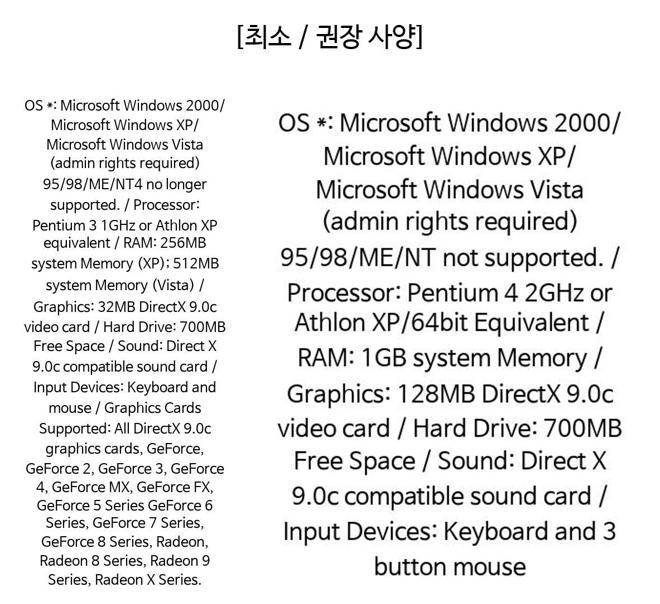 [최소 / 권장 사양]
OS *: Microsoft Windows 2000/
Microsoft Windows XP/
Microsoft Windows Vista
(admin rights required)
95/98/ME/NT4 no longer
supported. / Processor:
Pentium 3 1GHz or Athlon XP
equivalent / RAM: 256MB
system Memory (XP); 512MB
system Memory (Vista) /
Graphics: 32MB DirectX 9.0c
video card / Hard Drive: 700MB
Free Space / Sound: Direct X
9.0c compatible sound card /
Input Devices: Keyboard and
mouse / Graphics Cards
Supported: All DirectX 9.0c
graphics cards, GeForce,
GeForce 2, GeForce 3, GeForce
4, GeForce MX, GeForce FX,
GeForce 5 Series GeForce 6
Series, GeForce 7 Series,
GeForce 8 Series, Radeon,
Radeon 8 Series, Radeon 9
Series, Radeon X Series.
OS *: Microsoft Windows 2000/
Microsoft Windows XP/
Microsoft Windows Vista
(admin rights required)
95/98/ME/NT not supported. /
Processor: Pentium 4 2GHz or
Athlon XP/64bit Equivalent /
RAM: 1GB system Memory /
Graphics: 128MB DirectX 9.0c
video card / Hard Drive: 700MB
Free Space / Sound: Direct X
9.0c compatible sound card /
Input Devices: Keyboard and 3
button mouse